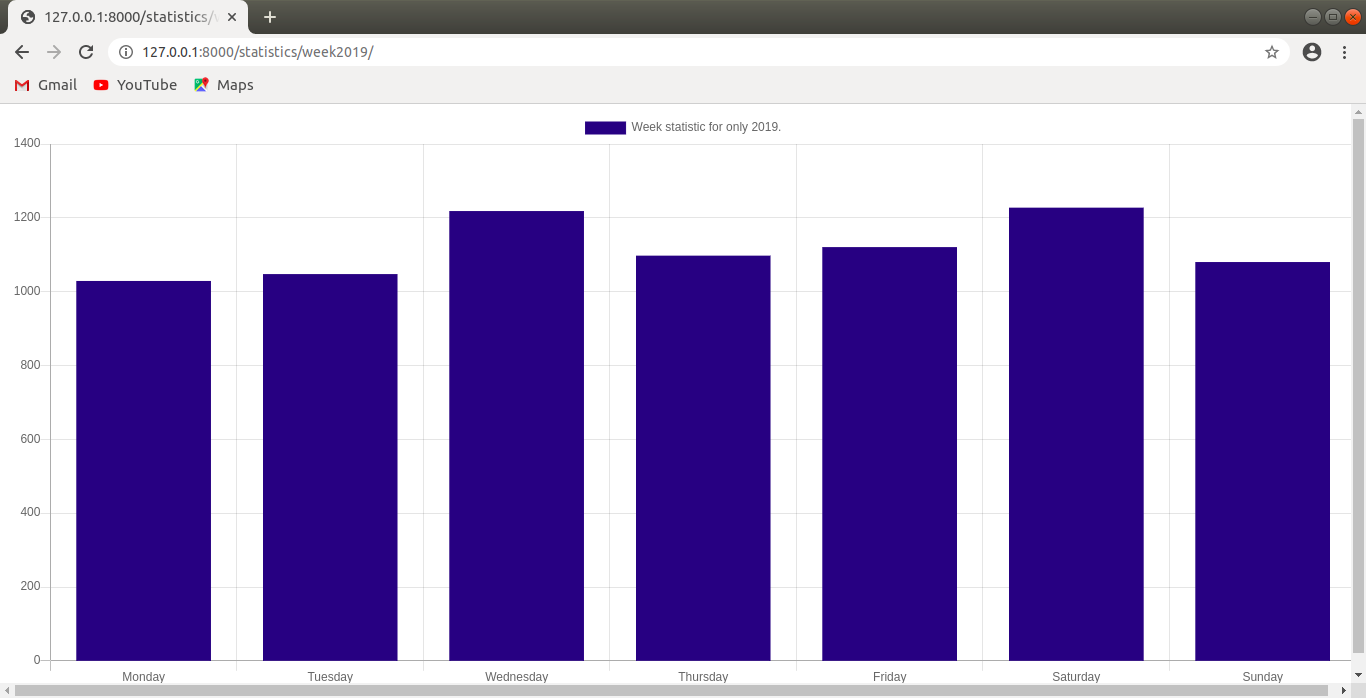 127.0.0.1:8000/statistics/
127.0.0.1:8000/statistics/week2019/
Gmail YouTube Maps
Week statistic for only 2019.
1400
1200
1000
800
600
400
200
0
Monday Tuesday Wednesday Thursday Friday Saturday Sunday